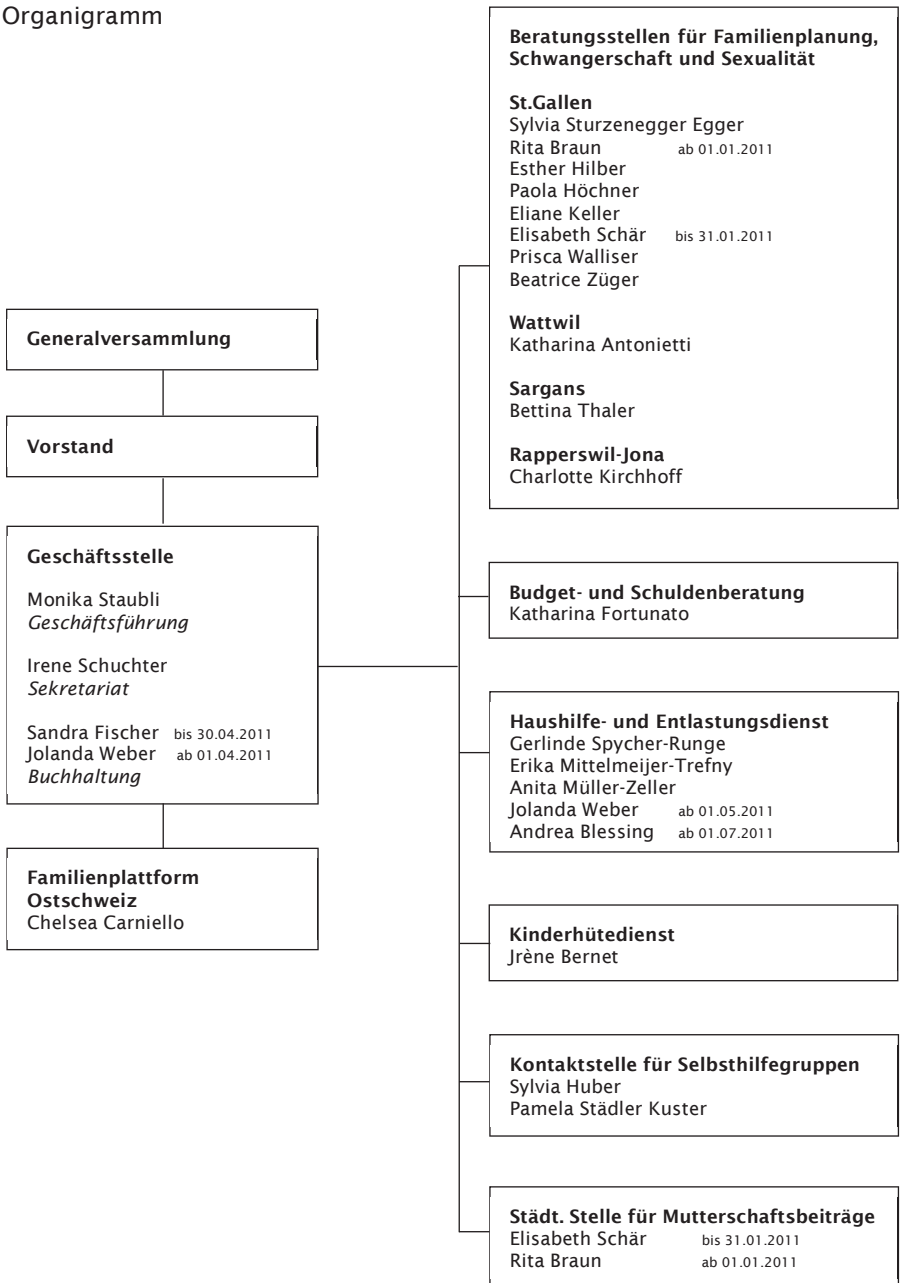 Organigramm
Generalversammlung
Vorstand
Geschäftsstelle
Monika Staubli
Geschäftsführung
Irene Schuchter
Sekretariat
Sandra Fischer bis 30.04.2011
Jolanda Weber ab 01.04.2011
Buchhaltung
Familienplattform
Ostschweiz
Chelsea Carniello
Beratungsstellen für Familienplanung,
Schwangerschaft und Sexualität
St.Gallen
Sylvia Sturzenegger Egger
Rita Braun ab 01.01.2011
Esther Hilber
Paola Höchner
Eliane Keller
Elisabeth Schär bis 31.01.2011
Prisca Walliser
Beatrice Züger
Wattwil
Katharina Antonietti
Sargans
Bettina Thaler
Rapperswil-Jona
Charlotte Kirchhoff
Budget- und Schuldenberatung
Katharina Fortunato
Haushilfe- und Entlastungsdienst
Gerlinde Spycher-Runge
Erika Mittelmeijer-Trefny
Anita Müller-Zeller
Jolanda Weber ab 01.05.2011
Andrea Blessing ab 01.07.2011
Kinderhütedienst
Jrène Bernet
Kontaktstelle für Selbsthilfegruppen
Sylvia Huber
Pamela Städler Kuster
Städt. Stelle für Mutterschaftsbeiträge
Elisabeth Schär bis 31.01.2011
Rita Braun ab 01.01.2011